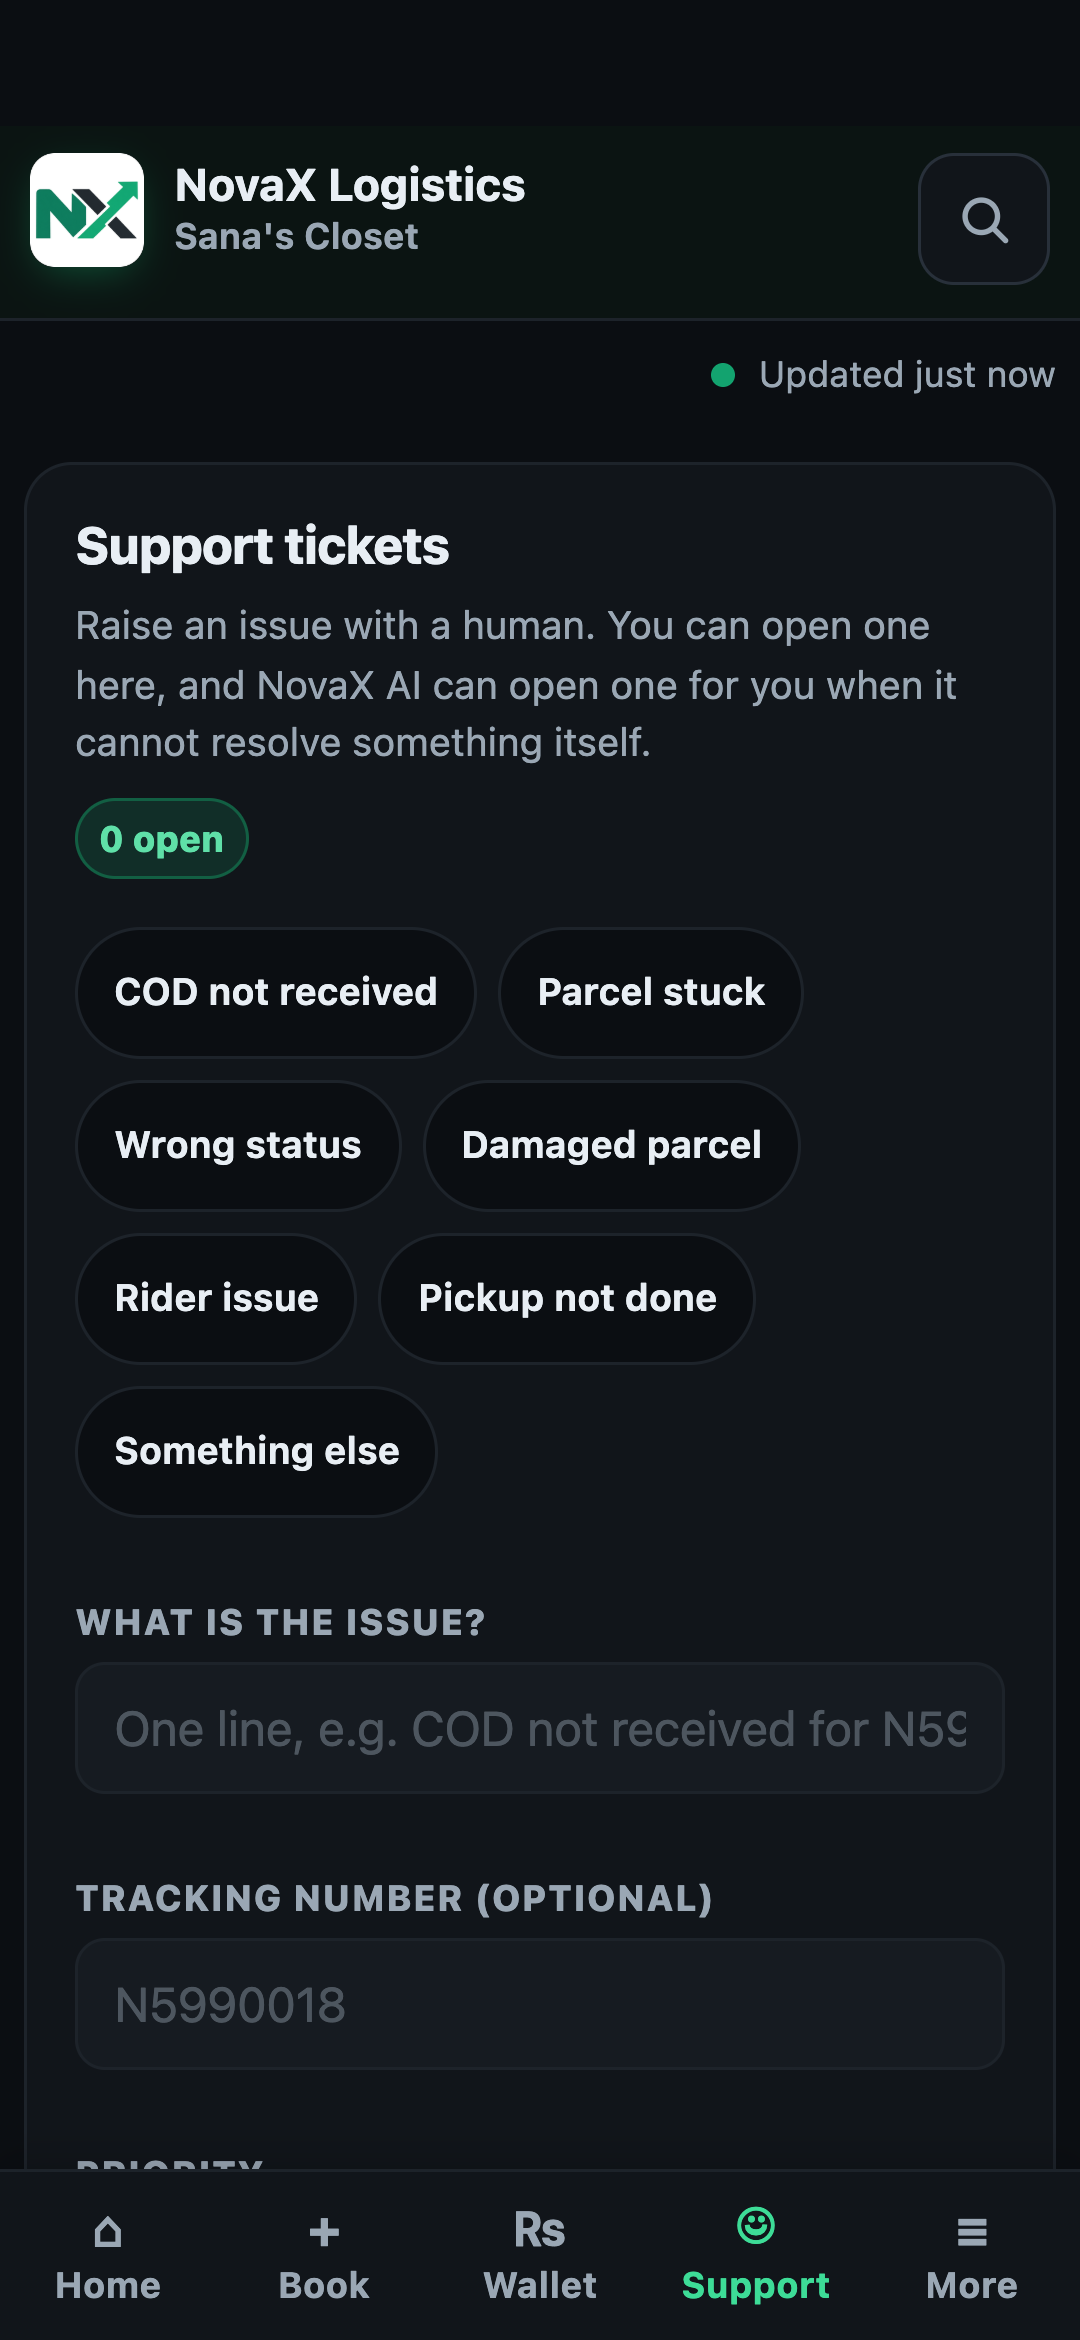 NX
NovaX Logistics
Sana's Closet
Updated just now
Support tickets
Raise an issue with a human. You can open one
here, and NovaX AI can open one for you when it
cannot resolve something itself.
0 open
COD not received
Parcel stuck
Wrong status
Damaged parcel
Rider issue
Pickup not done
Something else
WHAT IS THE ISSUE?
One line, e.g. COD not received for N59
TRACKING NUMBER (OPTIONAL)
N5990018
PRIORITY
Rs
Home
Book
Wallet
Support
More